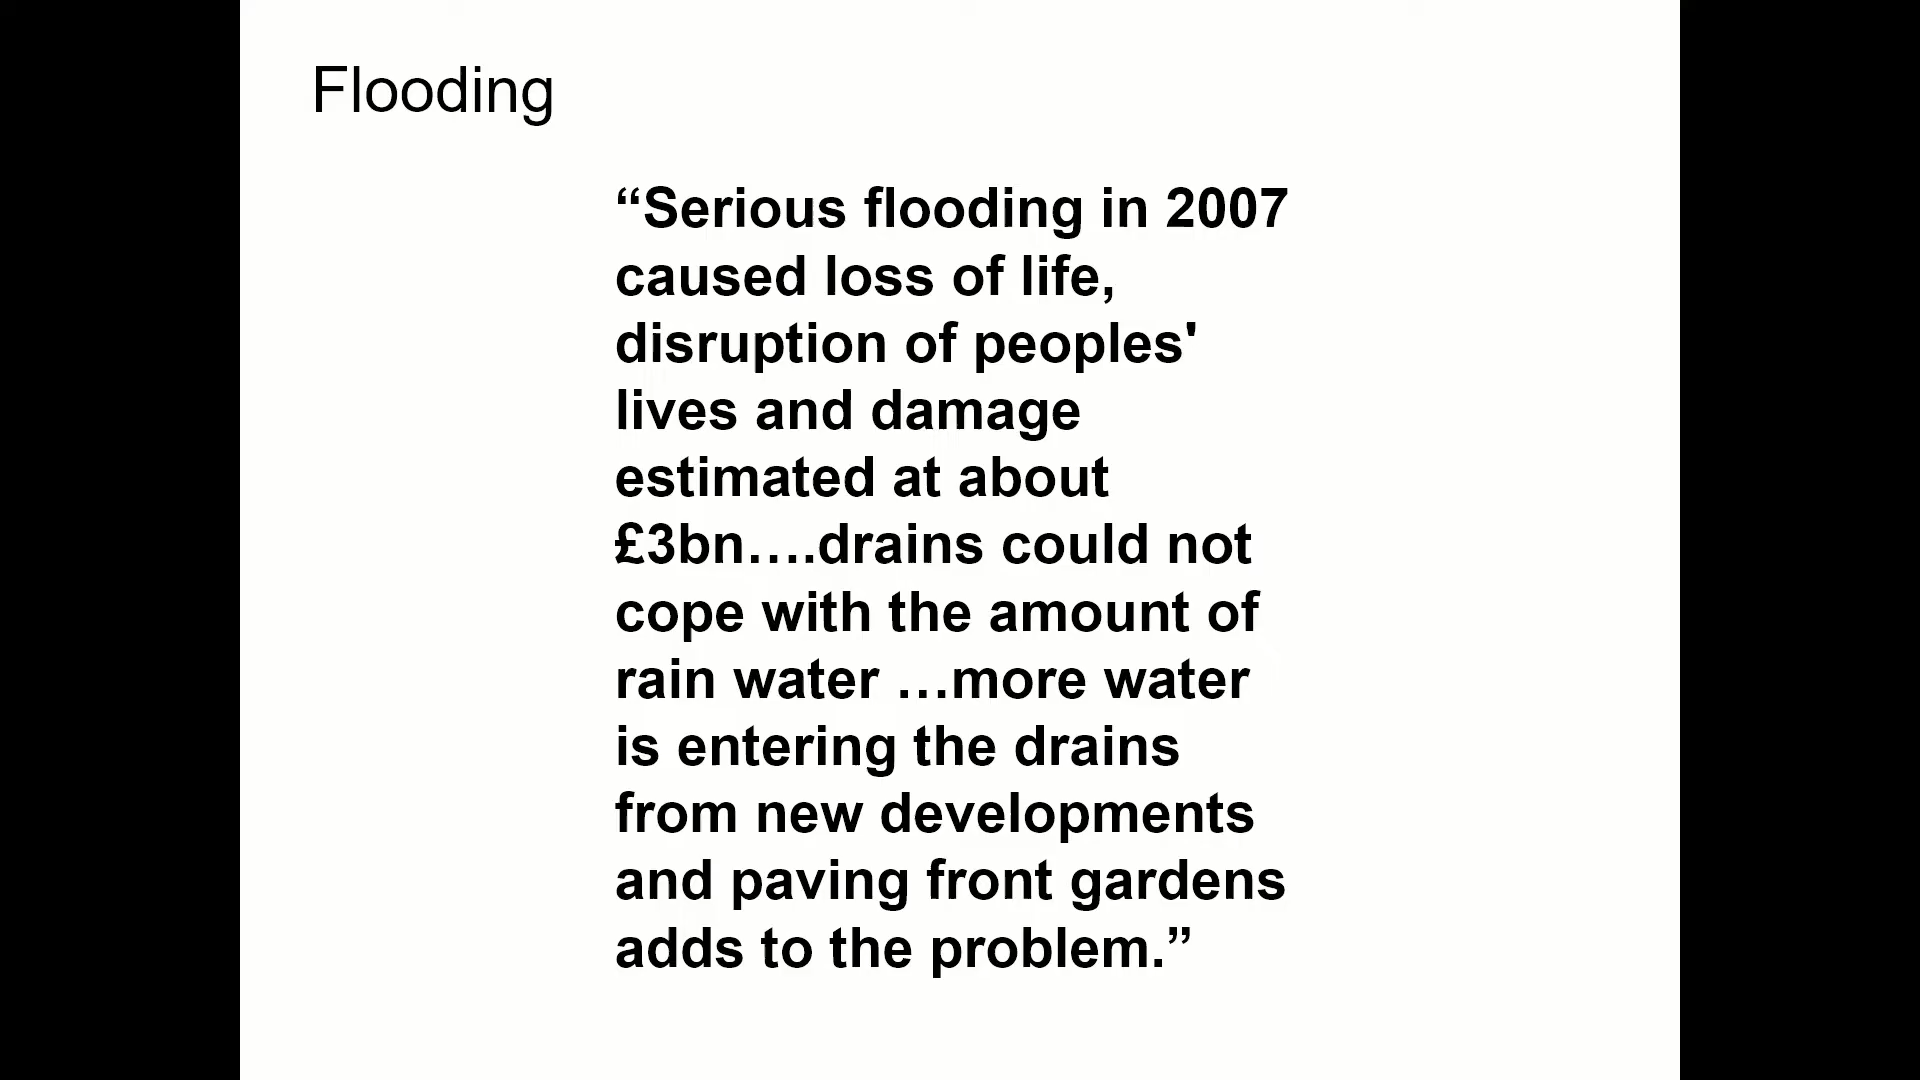 Flooding
“Serious flooding in 2007
caused loss of life,
disruption of peoples'
lives and damage
estimated at about
£3bn….drains could not
cope with the amount of
rain water …more water
is entering the drains
from new developments
and paving front gardens
adds to the problem.”